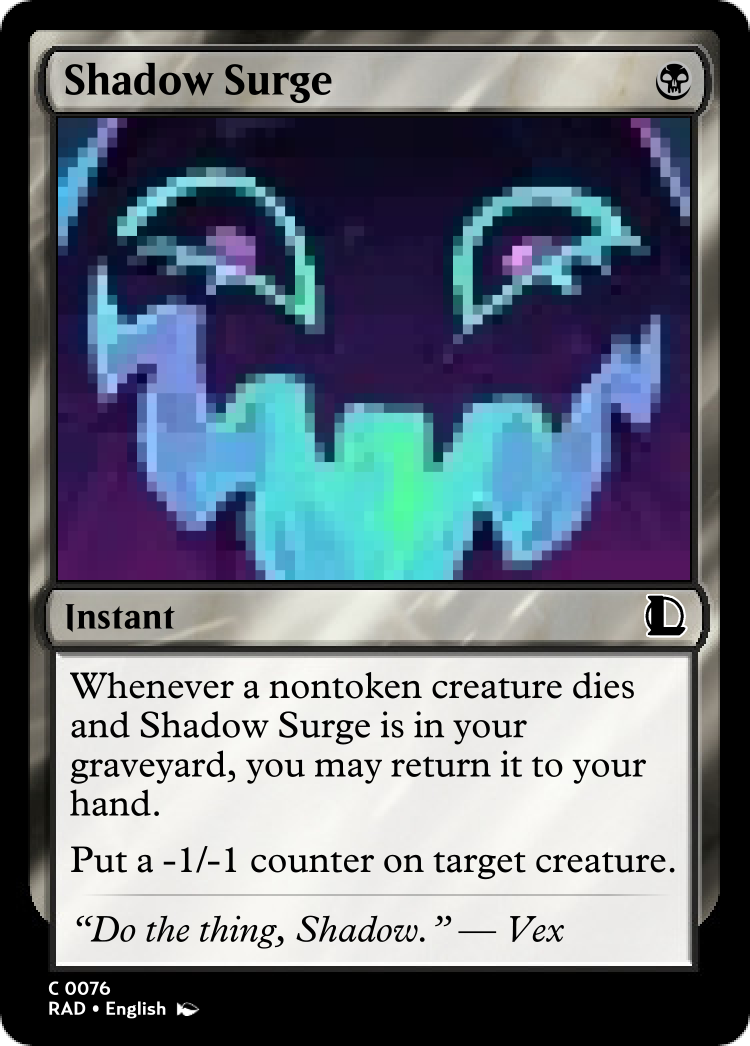 Shadow Surge
Instant
Whenever a nontoken creature dies
and Shadow Surge is in your
graveyard, you may return it to your
hand.
Put a -1/-1 counter on target creature.
“Do the thing, Shadow.” — Vex
C 0076
RAD • English